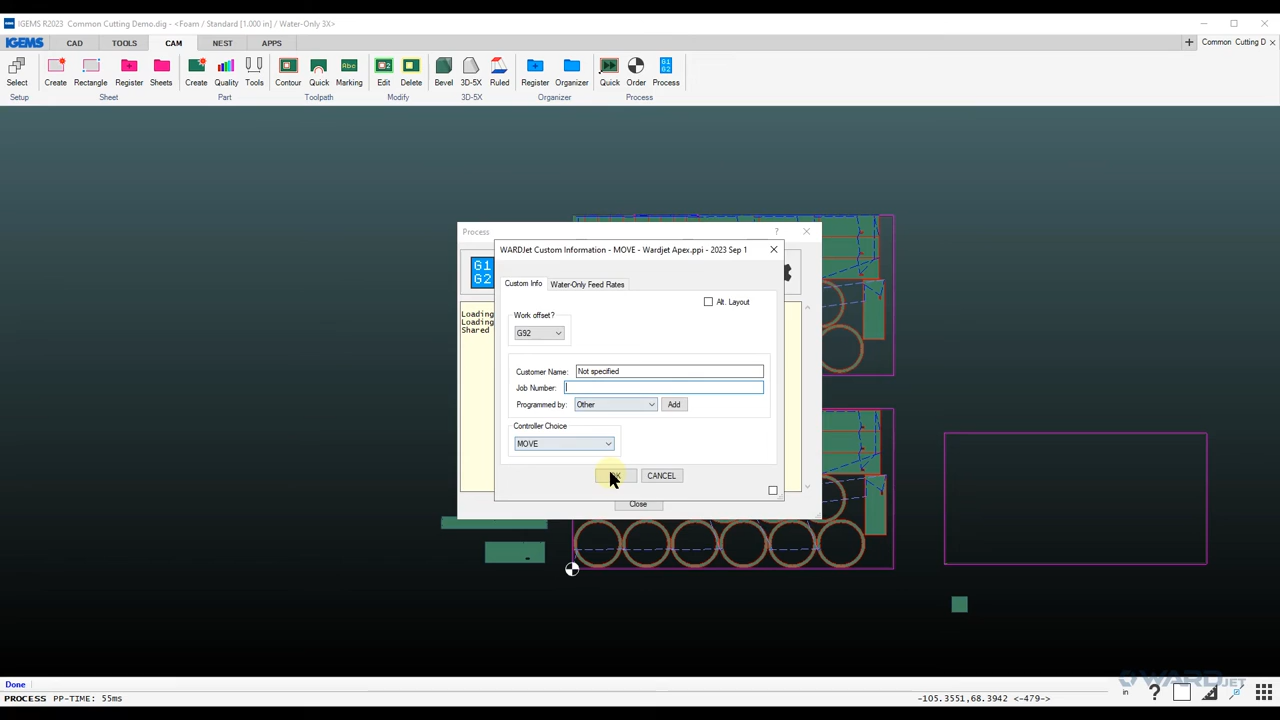 IGEMS R2023 Common Cutting Demo.dig - <Foam / Standard [1.000 in] / Water-Only 3X>
IGEMS CAD TOOLS CAM NEST APPS
+ Common Cutting D ×
Select Create Rectangle Register Sheets Create Quality Tools Contour Quick Marking Edit Delete Bevel 3D-5X Ruled Register Organizer Quick Order Process
Setup Sheet Part Toolpath Modify 3D-5X Organizer Process
Process ?
WARDJet Custom Information - MOVE - Wardjet Apex.ppi - 2023 Sep 1
G1
G2
Custom Info Water-Only Feed Rates
Alt. Layout
Work offset?
G92
Loading
Loading
Shared
Customer Name: Not specified
Job Number:
Programmed by: Other Add
Controller Choice
MOVE
CANCEL
Close
WARDJET
Done
PROCESS PP-TIME: 55ms
-105.3551,68.3942 <-479->
in ?